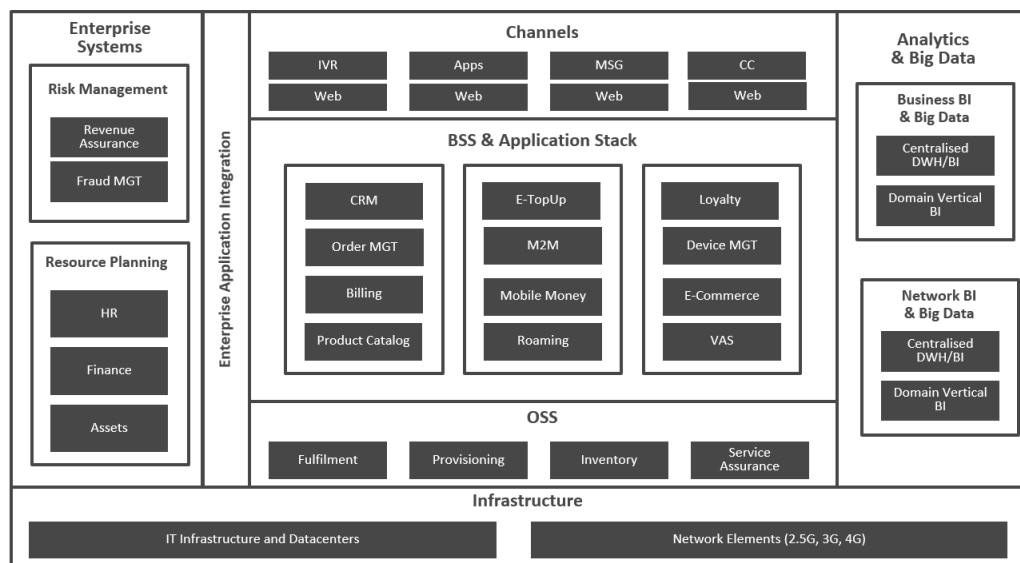 Enterprise
Systems
Risk Management
Revenue
Assurance
Fraud MGT
Resource Planning
HR
Finance
Assets
Enterprise Application Integration
Channels
IVR
Apps
MSG
CC
Web
Web
Web
Web
BSS & Application Stack
CRM
Order MGT
Billing
Product Catalog
E-TopUp
M2M
Mobile Money
Roaming
Loyalty
Device MGT
E-Commerce
VAS
OSS
Fulfilment
Provisioning
Inventory
Service
Assurance
Analytics
& Big Data
Business BI
& Big Data
Centralised
DWH/BI
Domain Vertical
BI
Network BI
& Big Data
Centralised
DWH/BI
Domain Vertical
BI
Infrastructure
IT Infrastructure and Datacenters
Network Elements (2.5G, 3G, 4G)